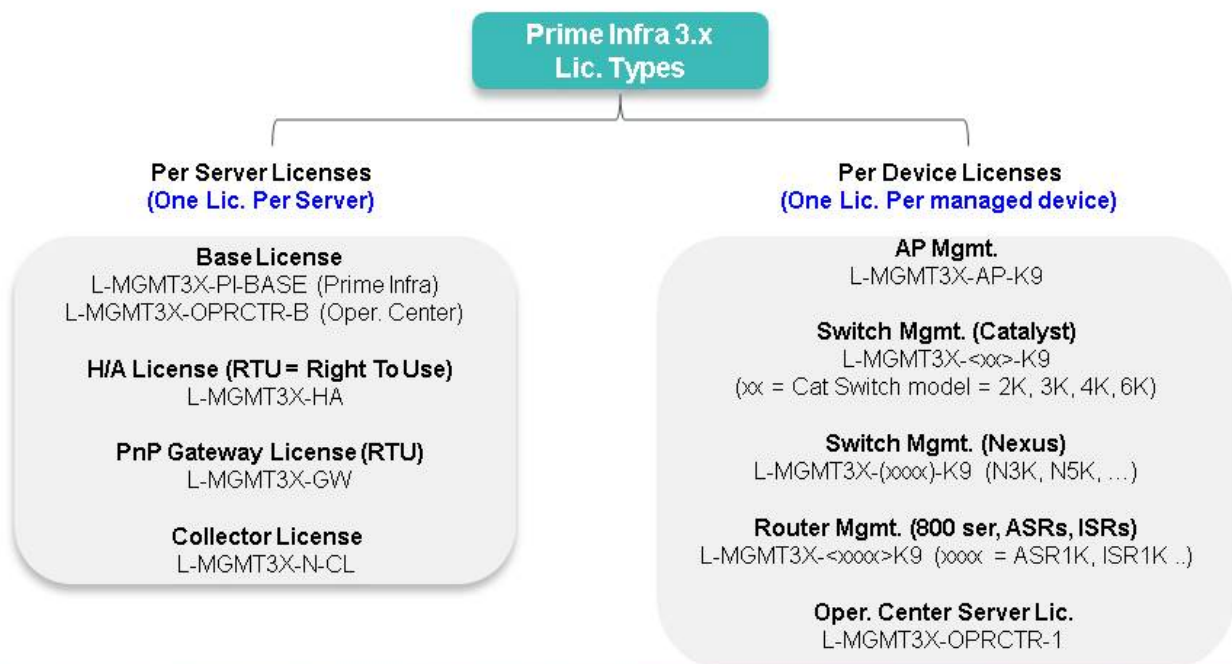 Prime Infra 3.x
Lic. Types
Per Server Licenses
(One Lic. Per Server)
Base License
L-MGMT3X-PI-BASE (Prime Infra)
L-MGMT3X-OPRCTR-B (Oper. Center)
H/A License (RTU = Right To Use)
L-MGMT3X-HA
PnP Gateway License (RTU)
L-MGMT3X-GW
Collector License
L-MGMT3X-N-CL
Per Device Licenses
(One Lic. Per managed device)
AP Mgmt.
L-MGMT3X-AP-K9
Switch Mgmt. (Catalyst)
L-MGMT3X-<xx>-K9
(xx = Cat Switch model = 2K, 3K, 4K, 6K)
Switch Mgmt. (Nexus)
L-MGMT3X-(xxxx)-K9 (N3K, N5K, ...)
Router Mgmt. (800 ser, ASRs, ISRs)
L-MGMT3X-<xxxx>K9 (xxxx = ASR1K, ISR1K ..)
Oper. Center Server Lic.
L-MGMT3X-OPRCTR-1